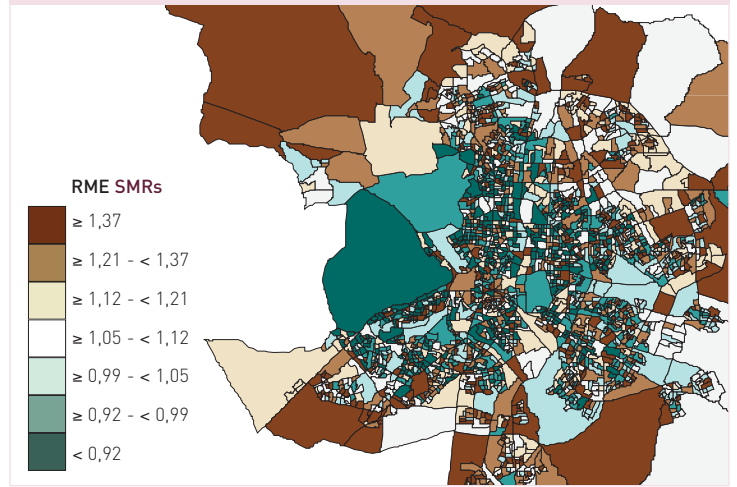 RME SMRs
≥ 1,37
≥ 1,21 - < 1,37
≥ 1,12 - < 1,21
≥ 1,05 - < 1,12
≥ 0,99 - < 1,05
≥ 0,92 - < 0,99
< 0,92